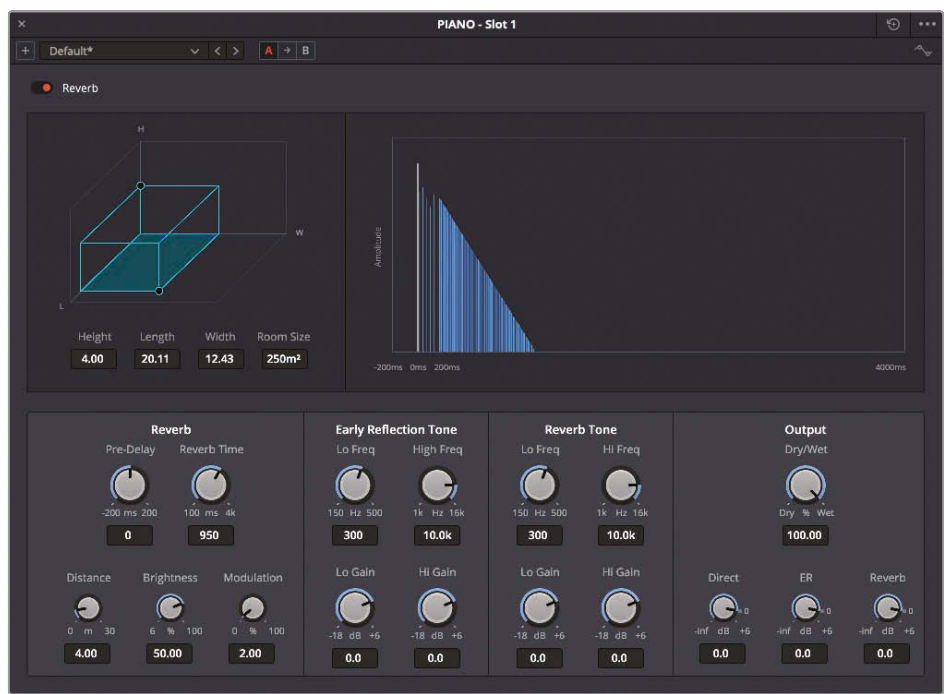 × PIANO - Slot 1
+ Default* < > A B
Reverb
H
W
L
Height Length Width Room Size
4.00 20.11 12.43 250m²
Amplitude
-200ms 0ms 200ms 4000ms
Reverb
Pre-Delay Reverb Time
-200 ms 200 100 ms 4k
0 950
Distance Brightness Modulation
0 m 30 6 % 100 0 % 100
4.00 50.00 2.00
Early Reflection Tone
Lo Freq High Freq
150 Hz 500 1k Hz 16k
300 10.0k
Lo Gain Hi Gain
-18 dB +6 -18 dB +6
0.0 0.0
Reverb Tone
Lo Freq Hi Freq
150 Hz 500 1k Hz 16k
300 10.0k
Lo Gain Hi Gain
-18 dB +6 -18 dB +6
0.0 0.0
Output
Dry/Wet
Dry % Wet
100.00
Direct ER Reverb
0 0 0
-inf dB +6 -inf dB +6 -inf dB +6
0.0 0.0 0.0